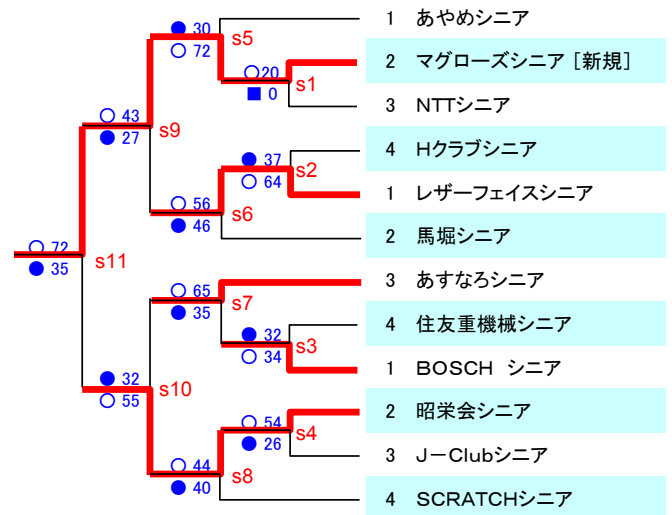 ● 30
○ 72
s5
1 あやめシニア
○20
■ 0
s1
2 マグローズシニア [新規]
3 NTTシニア
○ 43
● 27
s9
● 37
○ 64
s2
4 Hクラブシニア
1 レザーフェイスシニア
○ 56
● 46
s6
2 馬堀シニア
○ 72
● 35
s11
○ 65
● 35
s7
3 あすなろシニア
● 32
○ 34
s3
4 住友重機械シニア
1 BOSCH シニア
● 32
○ 55
s10
○ 54
● 26
s4
2 昭栄会シニア
3 J－Clubシニア
○ 44
● 40
s8
4 SCRATCHシニア